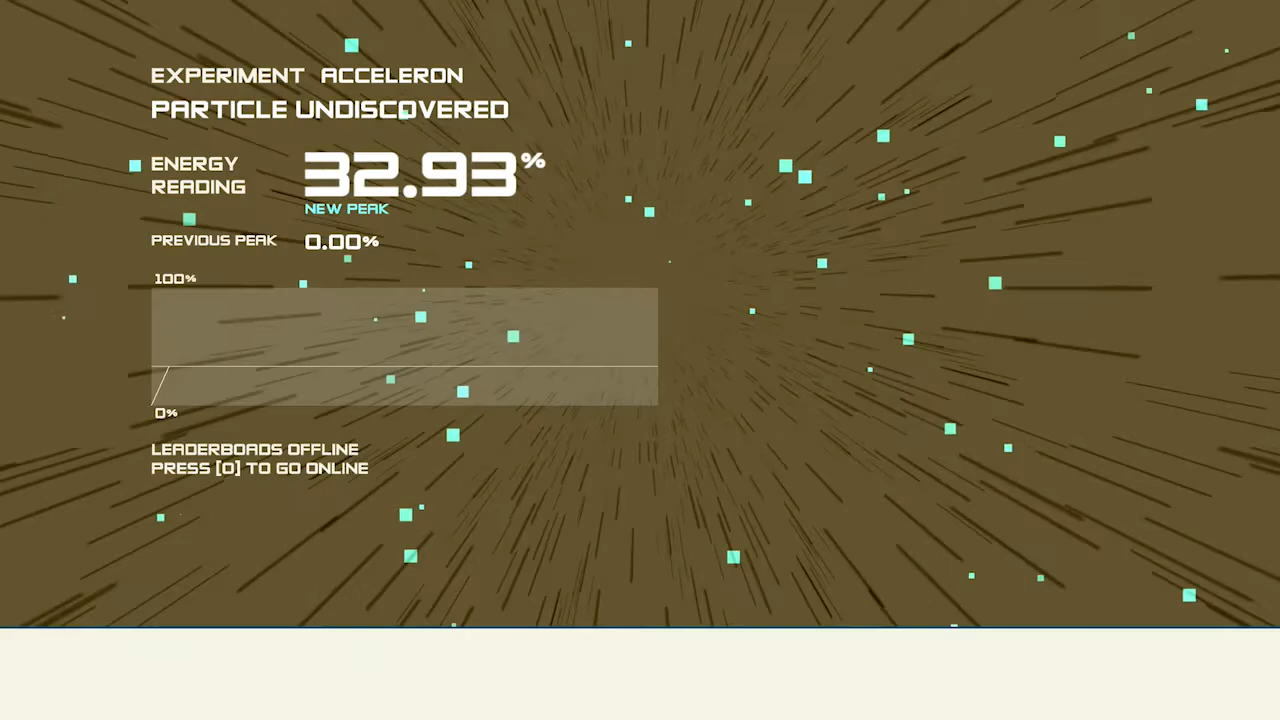 EXPERIMENT ACCELERON
PARTICLE UNDISCOVERED
ENERGY
READING
32.93%
NEW PEAK
PREVIOUS PEAK 0.00%
100%
0%
LEADERBOADS OFFLINE
PRESS [O] TO GO ONLINE